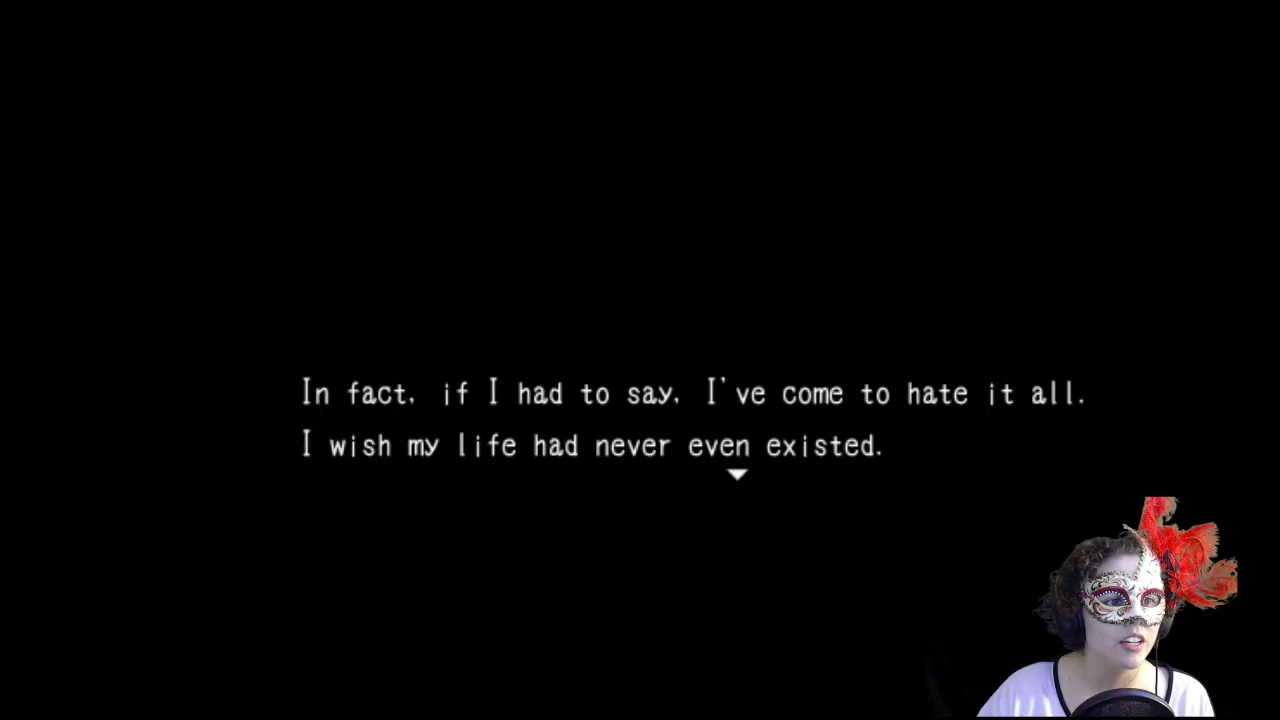 In fact, if I had to say, I've come to hate it all.
I wish my life had never even existed.